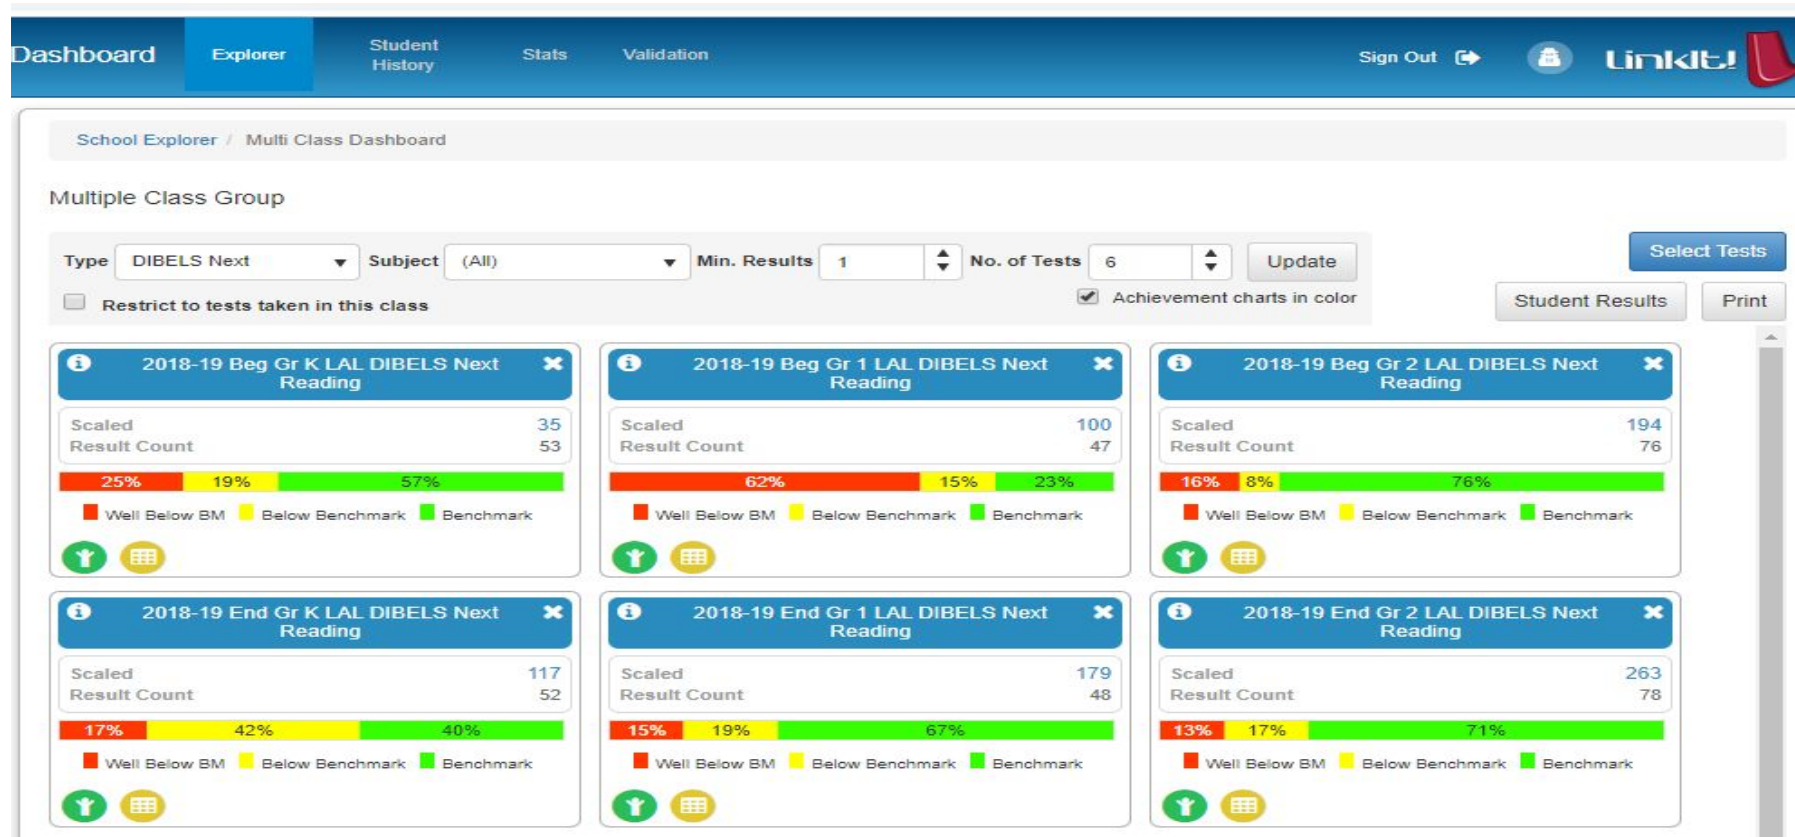 Dashboard Explorer Student History Stats Validation Sign Out LinkIt!
School Explorer / Multi Class Dashboard
Multiple Class Group
Type DIBELS Next Subject (All) Min. Results 1 No. of Tests 6 Update Select Tests
Restrict to tests taken in this class Achievement charts in color Student Results Print
2018-19 Beg Gr K LAL DIBELS Next
Reading
Scaled 35
Result Count 53
25% 19% 57%
Well Below BM Below Benchmark Benchmark
2018-19 Beg Gr 1 LAL DIBELS Next
Reading
Scaled 100
Result Count 47
62% 15% 23%
Well Below BM Below Benchmark Benchmark
2018-19 Beg Gr 2 LAL DIBELS Next
Reading
Scaled 194
Result Count 76
16% 8% 76%
Well Below BM Below Benchmark Benchmark
2018-19 End Gr K LAL DIBELS Next
Reading
Scaled 117
Result Count 52
17% 42% 40%
Well Below BM Below Benchmark Benchmark
2018-19 End Gr 1 LAL DIBELS Next
Reading
Scaled 179
Result Count 48
15% 19% 67%
Well Below BM Below Benchmark Benchmark
2018-19 End Gr 2 LAL DIBELS Next
Reading
Scaled 263
Result Count 78
13% 17% 71%
Well Below BM Below Benchmark Benchmark